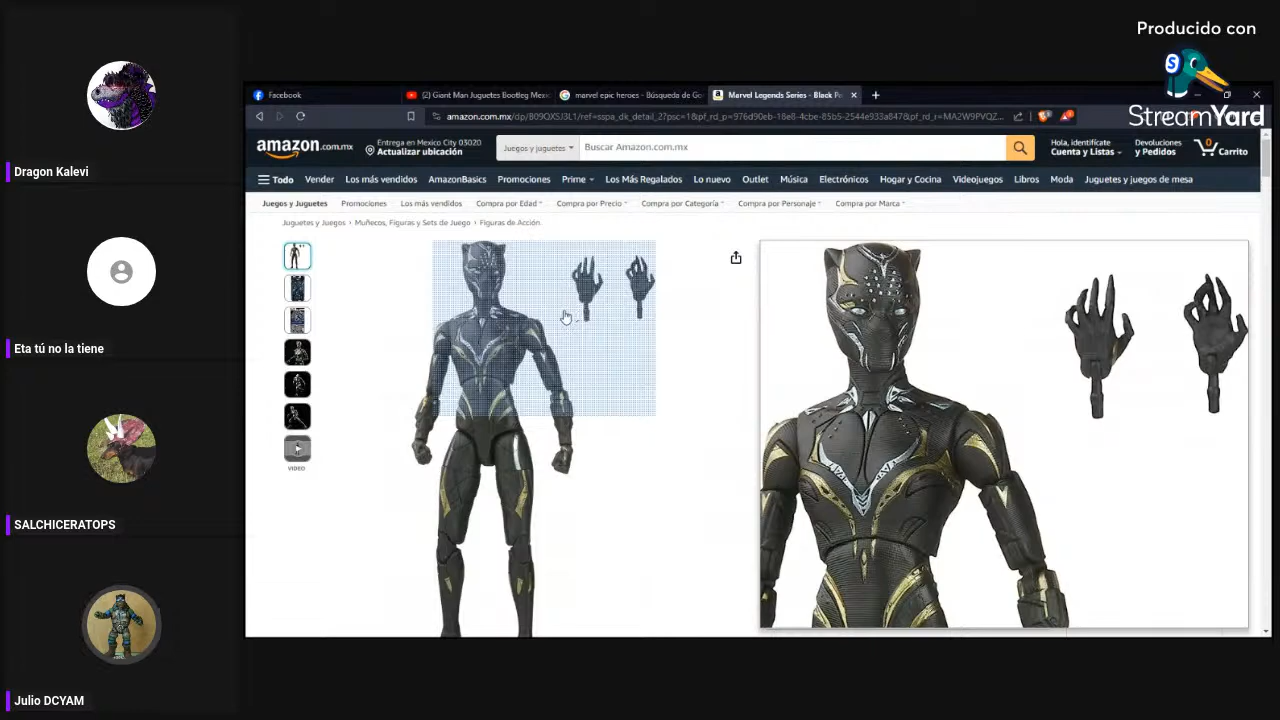 Producido con
StreamYard
Dragon Kalevi
Eta tú no la tiene
SALCHICERATOPS
Julio DCYAM
Facebook
(2) Giant Man Juguetes Bootleg Mexi
marvel epic heroes - Búsqueda de Go
Marvel Legends Series - Black Pa
amazon.com.mx
Entrega en Mexico City 03020
Actualizar ubicación
Juegos y juguetes
Buscar Amazon.com.mx
Hola, identifícate
Cuenta y Listas
Devoluciones
y Pedidos
0
Carrito
Todo
Vender
Los más vendidos
AmazonBasics
Promociones
Prime
Los Más Regalados
Lo nuevo
Outlet
Música
Electrónicos
Hogar y Cocina
Videojuegos
Libros
Moda
Juguetes y juegos de mesa
Juegos y Juguetes
Promociones
Los más vendidos
Compra por Edad
Compra por Precio
Compra por Categoría
Compra por Personaje
Compra por Marca
Juguetes y Juegos › Muñecos, Figuras y Sets de Juego › Figuras de Acción
VIDEO